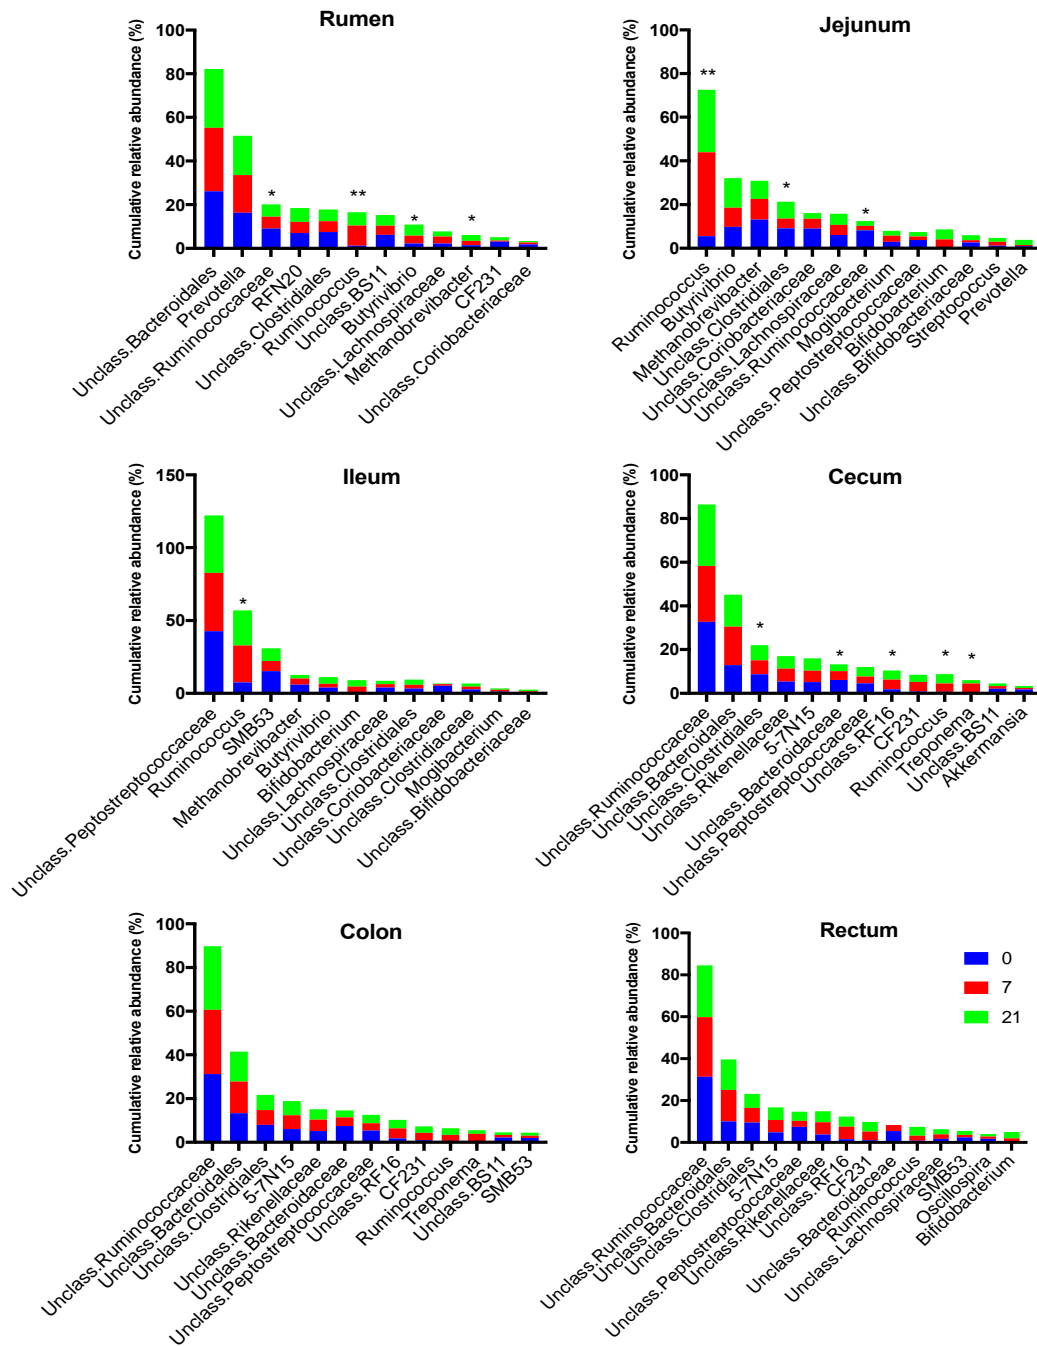 Rumen
Cumulative relative abundance (%)
100
80
60
40
20
0
*
**
*
*
Unclass.Bacteroidales
Prevotella
Unclass.Ruminococcaceae
RFN20
Unclass.Clostridiales
Ruminococcus
Unclass.BS11
Butyrivibrio
Unclass.Lachnospiraceae
Methanobrevibacter
CF231
Unclass.Coriobacteriaceae
Jejunum
Cumulative relative abundance (%)
100
80
60
40
20
0
**
*
*
Ruminococcus
Butyrivibrio
Methanobrevibacter
Unclass.Clostridiales
Unclass.Coriobacteriaceae
Unclass.Lachnospiraceae
Unclass.Ruminococcaceae
Mogibacterium
Unclass.Peptostreptococcaceae
Bifidobacterium
Unclass.Bifidobacteriaceae
Streptococcus
Prevotella
Ileum
Cumulative relative abundance (%)
150
100
50
0
*
Unclass.Peptostreptococcaceae
Ruminococcus
SMB53
Methanobrevibacter
Butyrivibrio
Bifidobacterium
Unclass.Lachnospiraceae
Unclass.Clostridiales
Unclass.Coriobacteriaceae
Unclass.Clostridiaceae
Mogibacterium
Unclass.Bifidobacteriaceae
Cecum
Cumulative relative abundance (%)
100
80
60
40
20
0
*
*
*
*
*
Unclass.Ruminococcaceae
Unclass.Bacteroidales
Unclass.Clostridiales
Unclass.Rikenellaceae
5-7N15
Unclass.Bacteroidaceae
Unclass.Peptostreptococcaceae
Unclass.RF16
CF231
Ruminococcus
Treponema
Unclass.BS11
Akkermansia
Colon
Cumulative relative abundance (%)
100
80
60
40
20
0
Unclass.Ruminococcaceae
Unclass.Bacteroidales
Unclass.Clostridiales
5-7N15
Unclass.Rikenellaceae
Unclass.Bacteroidaceae
Unclass.Peptostreptococcaceae
Unclass.RF16
CF231
Ruminococcus
Treponema
Unclass.BS11
SMB53
Rectum
Cumulative relative abundance (%)
100
80
60
40
20
0
0
7
21
Unclass.Ruminococcaceae
Unclass.Bacteroidales
Unclass.Clostridiales
5-7N15
Unclass.Peptostreptococcaceae
Unclass.Rikenellaceae
Unclass.RF16
CF231
Unclass.Bacteroidaceae
Ruminococcus
Unclass.Lachnospiraceae
SMB53
Oscillospira
Bifidobacterium